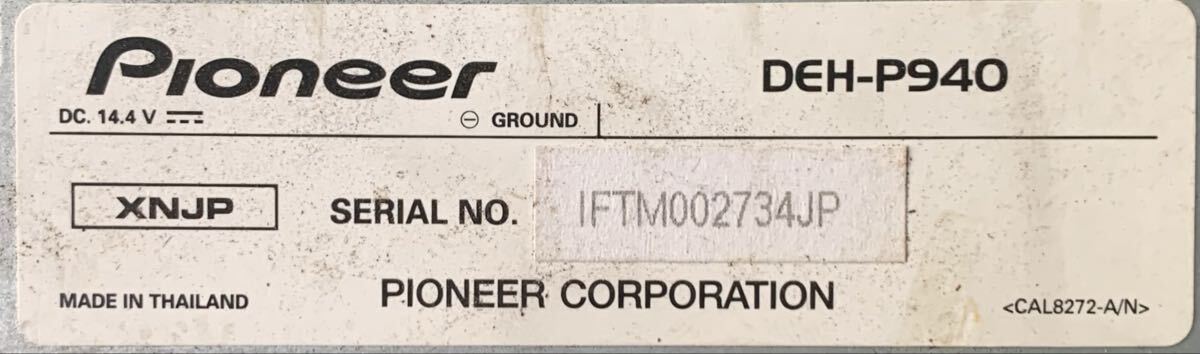 Pioneer DEH-P940
DC. 14.4 V ⊖ GROUND
XNJP SERIAL NO. IFTM002734JP
MADE IN THAILAND PIONEER CORPORATION <CAL8272-A/N>